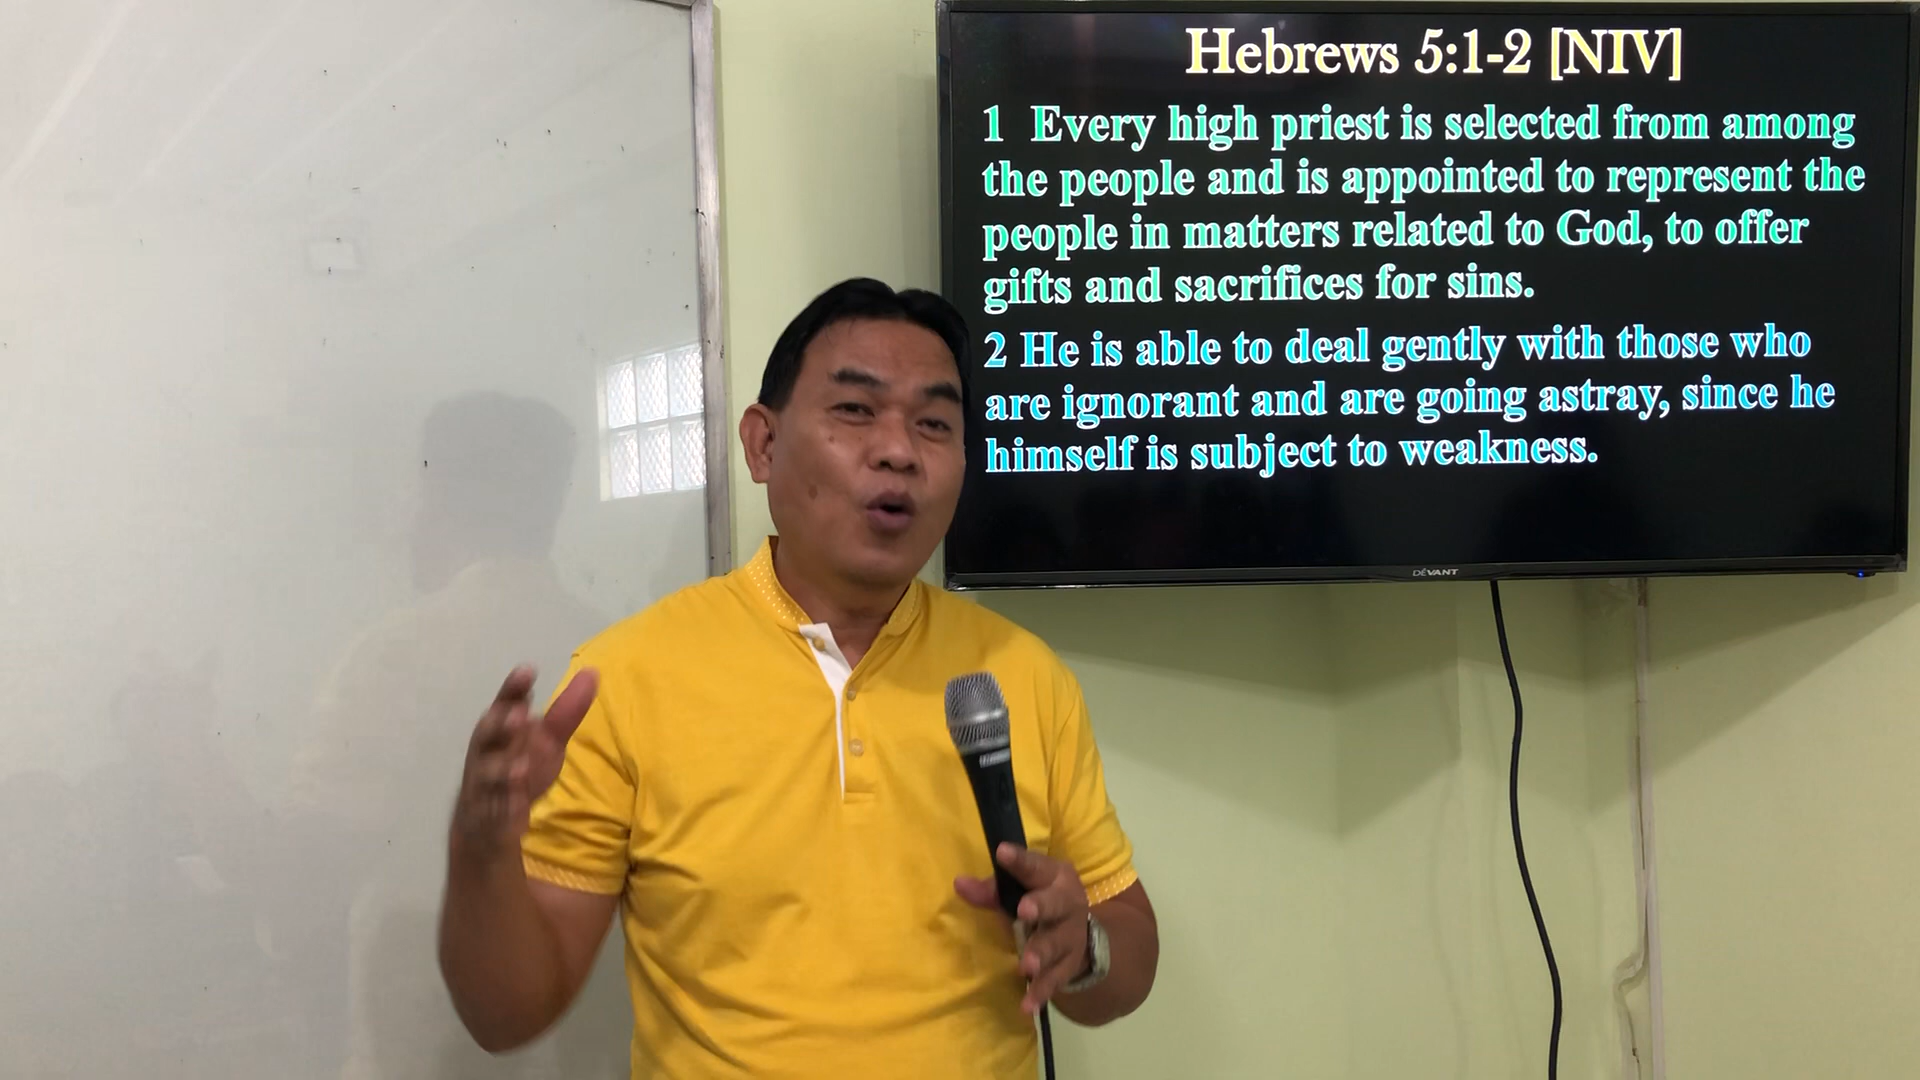 Hebrews 5:1-2 [NIV]
1 Every high priest is selected from among
the people and is appointed to represent the
people in matters related to God, to offer
gifts and sacrifices for sins.
2 He is able to deal gently with those who
are ignorant and are going astray, since he
himself is subject to weakness.
DEVANT